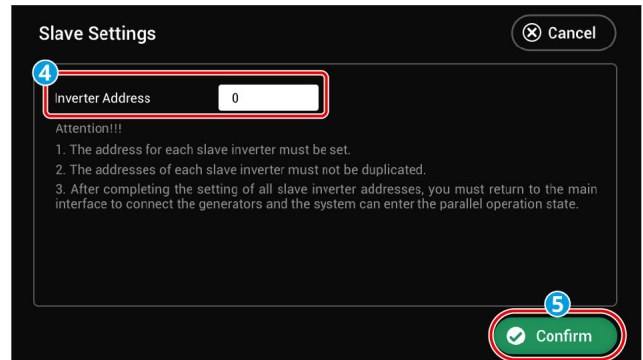 Slave Settings
Cancel
4
Inverter Address
0
Attention!!!
1. The address for each slave inverter must be set.
2. The addresses of each slave inverter must not be duplicated.
3. After completing the setting of all slave inverter addresses, you must return to the main
interface to connect the generators and the system can enter the parallel operation state.
5
Confirm